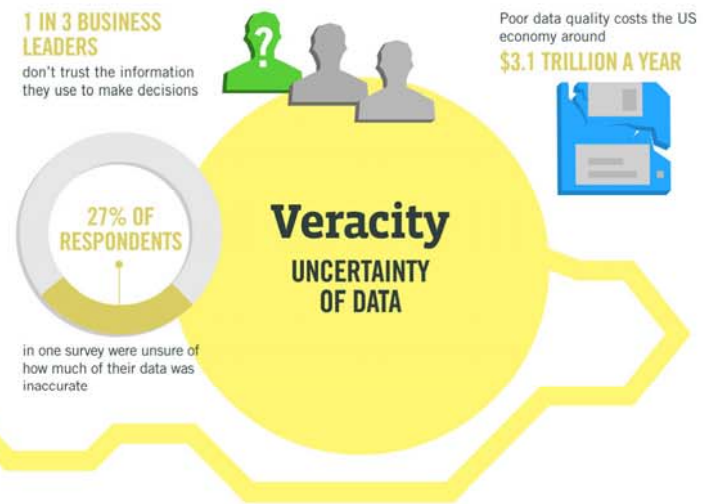 1 IN 3 BUSINESS
LEADERS
don't trust the information
they use to make decisions
?
Poor data quality costs the US
economy around
$3.1 TRILLION A YEAR
27% OF
RESPONDENTS
in one survey were unsure of
how much of their data was
inaccurate
Veracity
UNCERTAINTY
OF DATA